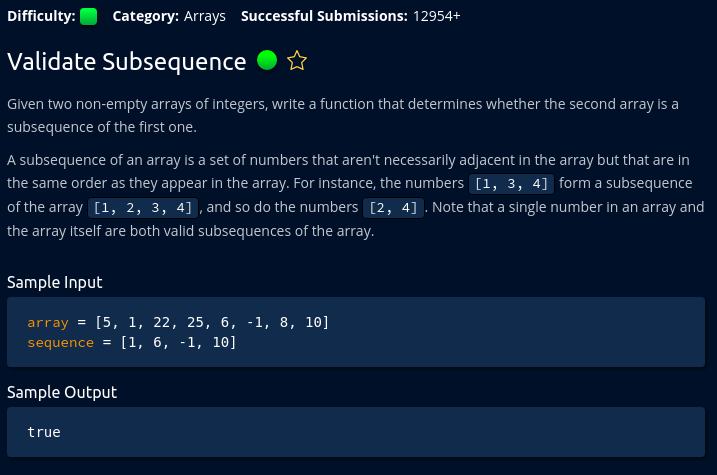 Difficulty: Category: Arrays Successful Submissions: 12954+
Validate Subsequence
Given two non-empty arrays of integers, write a function that determines whether the second array is a
subsequence of the first one.
A subsequence of an array is a set of numbers that aren't necessarily adjacent in the array but that are in
the same order as they appear in the array. For instance, the numbers [1, 3, 4] form a subsequence
of the array [1, 2, 3, 4] , and so do the numbers [2, 4] . Note that a single number in an array and
the array itself are both valid subsequences of the array.
Sample Input
array = [5, 1, 22, 25, 6, -1, 8, 10]
sequence = [1, 6, -1, 10]
Sample Output
true